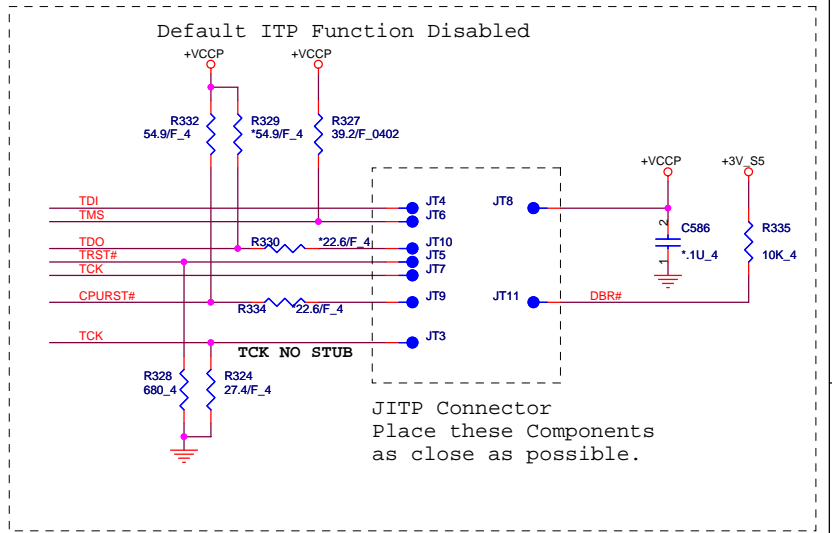 Default ITP Function Disabled
+VCCP
+VCCP
R332
54.9/F_4
R329
*54.9/F_4
R327
39.2/F_0402
+VCCP
+3V_S5
TDI
JT4
JT8
TMS
JT6
C586
2
1
*.1U_4
R335
10K_4
TDO
R330
*22.6/F_4
JT10
TRST#
JT5
TCK
JT7
CPURST#
R334
*22.6/F_4
JT9
JT11
DBR#
TCK
JT3
TCK NO STUB
R328
680_4
R324
27.4/F_4
JITP Connector
Place these Components
as close as possible.